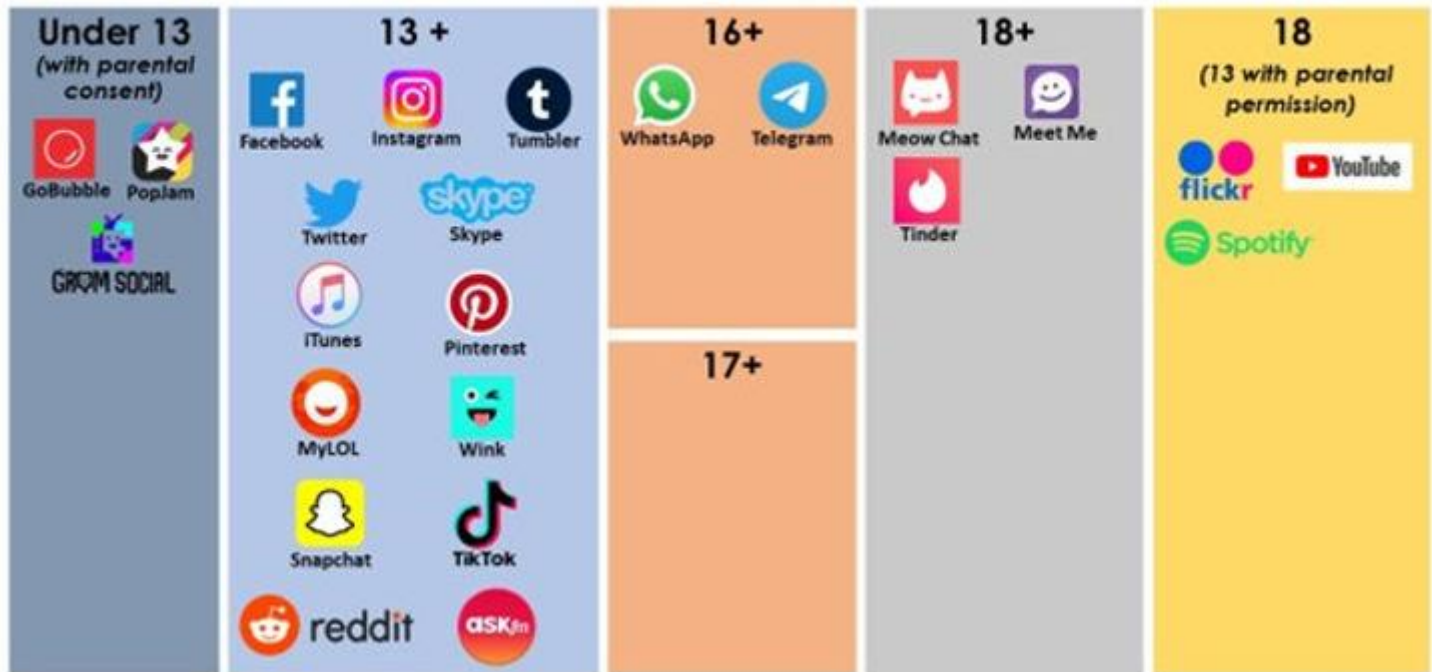 Under 13
(with parental
consent)
GoBubble PopJam
GROM SOCIAL
13 +
Facebook Instagram Tumbler
Twitter Skype
skype
iTunes Pinterest
MyLOL Wink
Snapchat TikTok
reddit ask fm
16+
WhatsApp Telegram
17+
18+
Meow Chat Meet Me
Tinder
18
(13 with parental
permission)
flickr YouTube
Spotify